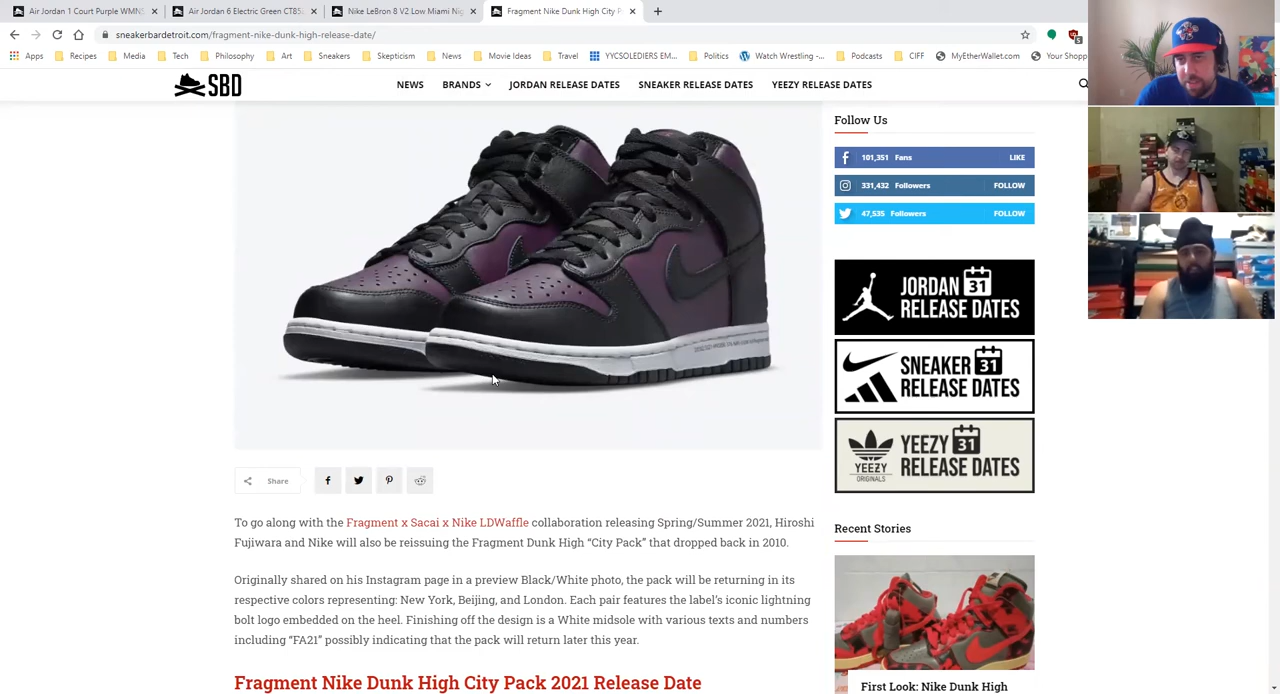 Air Jordan 1 Court Purple WMNS
Air Jordan 6 Electric Green CT85
Nike LeBron 8 V2 Low Miami Nig
Fragment Nike Dunk High City P
sneakerbardetroit.com/fragment-nike-dunk-high-release-date/
Apps
Recipes
Media
Tech
Philosophy
Art
Sneakers
Skepticism
News
Movie Ideas
Travel
YYCSOLEDIERS EM...
Politics
Watch Wrestling -...
Podcasts
CIFF
MyEtherWallet.com
Your Shopp
SBD
NEWS
BRANDS
JORDAN RELEASE DATES
SNEAKER RELEASE DATES
YEEZY RELEASE DATES
Follow Us
101,351 Fans
LIKE
331,432 Followers
FOLLOW
47,535 Followers
FOLLOW
JORDAN 31
RELEASE DATES
SNEAKER 31
RELEASE DATES
YEEZY
ORIGINALS
YEEZY 31
RELEASE DATES
Share
To go along with the Fragment x Sacai x Nike LDWaffle collaboration releasing Spring/Summer 2021, Hiroshi
Fujiwara and Nike will also be reissuing the Fragment Dunk High “City Pack” that dropped back in 2010.
Originally shared on his Instagram page in a preview Black/White photo, the pack will be returning in its
respective colors representing: New York, Beijing, and London. Each pair features the label’s iconic lightning
bolt logo embedded on the heel. Finishing off the design is a White midsole with various texts and numbers
including “FA21” possibly indicating that the pack will return later this year.
Fragment Nike Dunk High City Pack 2021 Release Date
Recent Stories
First Look: Nike Dunk High